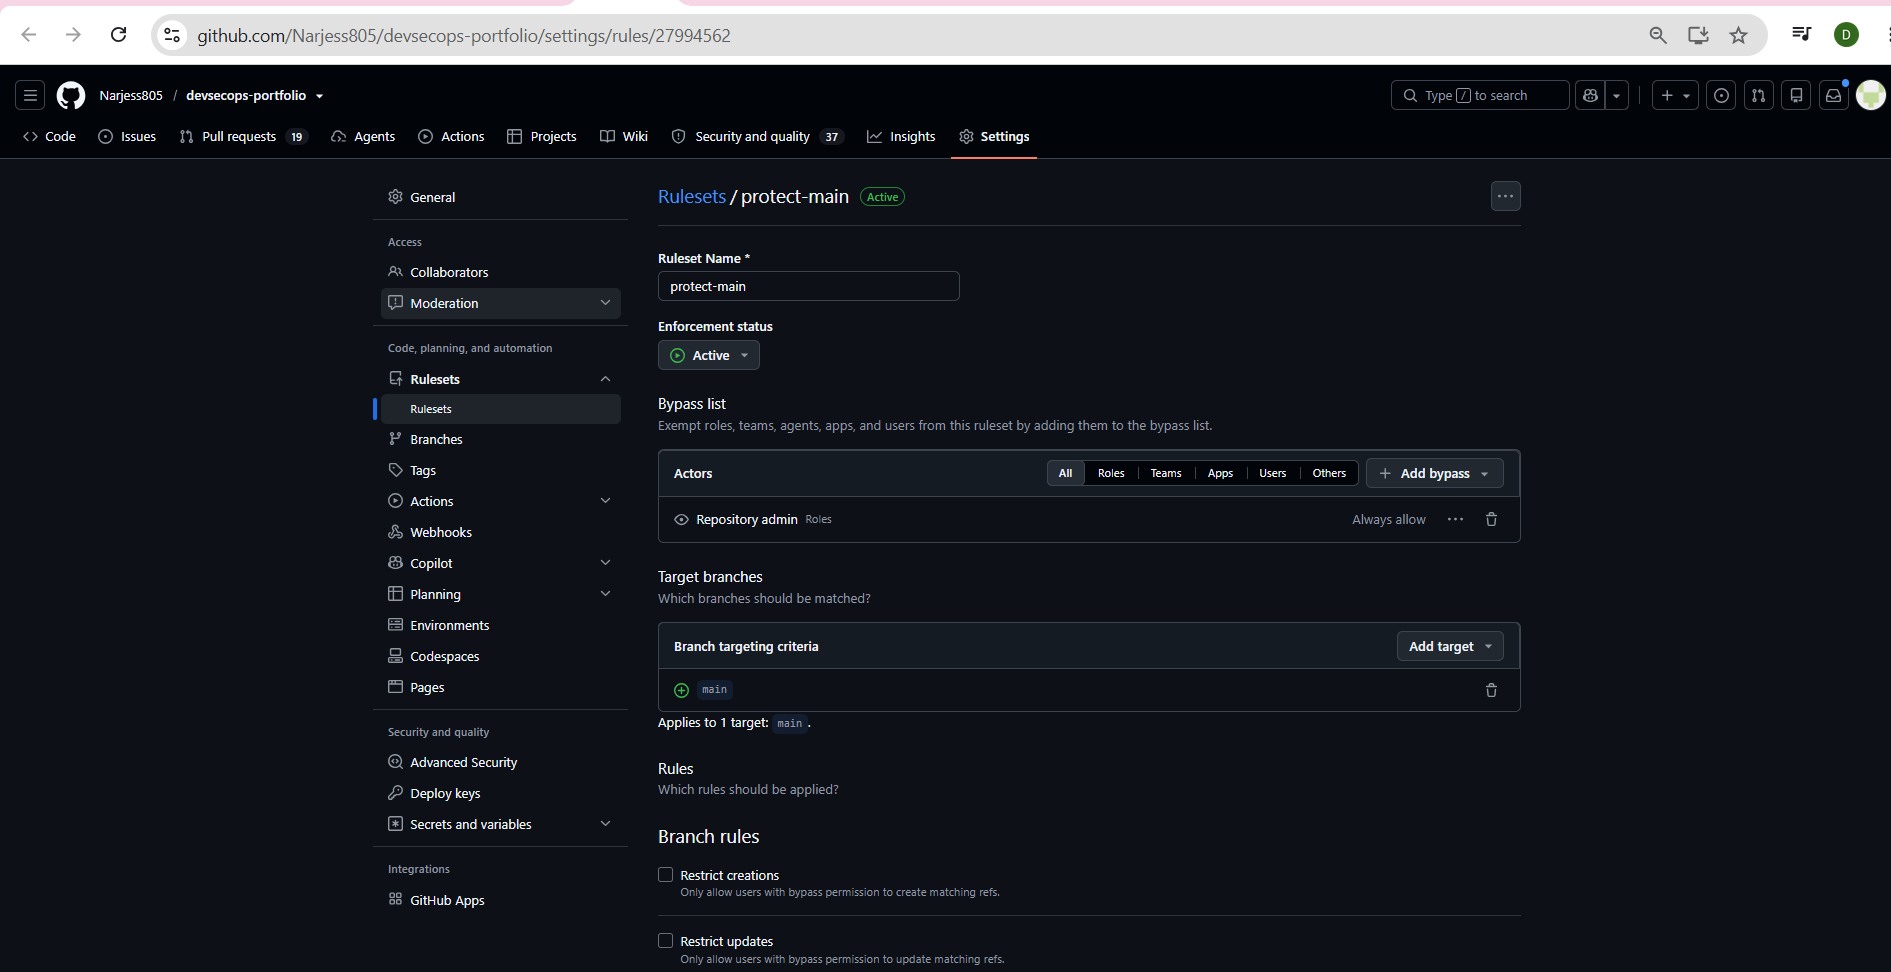 github.com/Narjess805/devsecops-portfolio/settings/rules/27994562
D
Narjess805 / devsecops-portfolio
Type / to search
Code Issues Pull requests 19 Agents Actions Projects Wiki Security and quality 37 Insights Settings
General
Access
Collaborators
Moderation
Code, planning, and automation
Rulesets
Rulesets
Branches
Tags
Actions
Webhooks
Copilot
Planning
Environments
Codespaces
Pages
Security and quality
Advanced Security
Deploy keys
Secrets and variables
Integrations
GitHub Apps
Rulesets / protect-main Active
Ruleset Name *
protect-main
Enforcement status
Active
Bypass list
Exempt roles, teams, agents, apps, and users from this ruleset by adding them to the bypass list.
Actors All Roles Teams Apps Users Others + Add bypass
Repository admin Roles Always allow ···
Target branches
Which branches should be matched?
Branch targeting criteria Add target
main
Applies to 1 target: main.
Rules
Which rules should be applied?
Branch rules
Restrict creations
Only allow users with bypass permission to create matching refs.
Restrict updates
Only allow users with bypass permission to update matching refs.